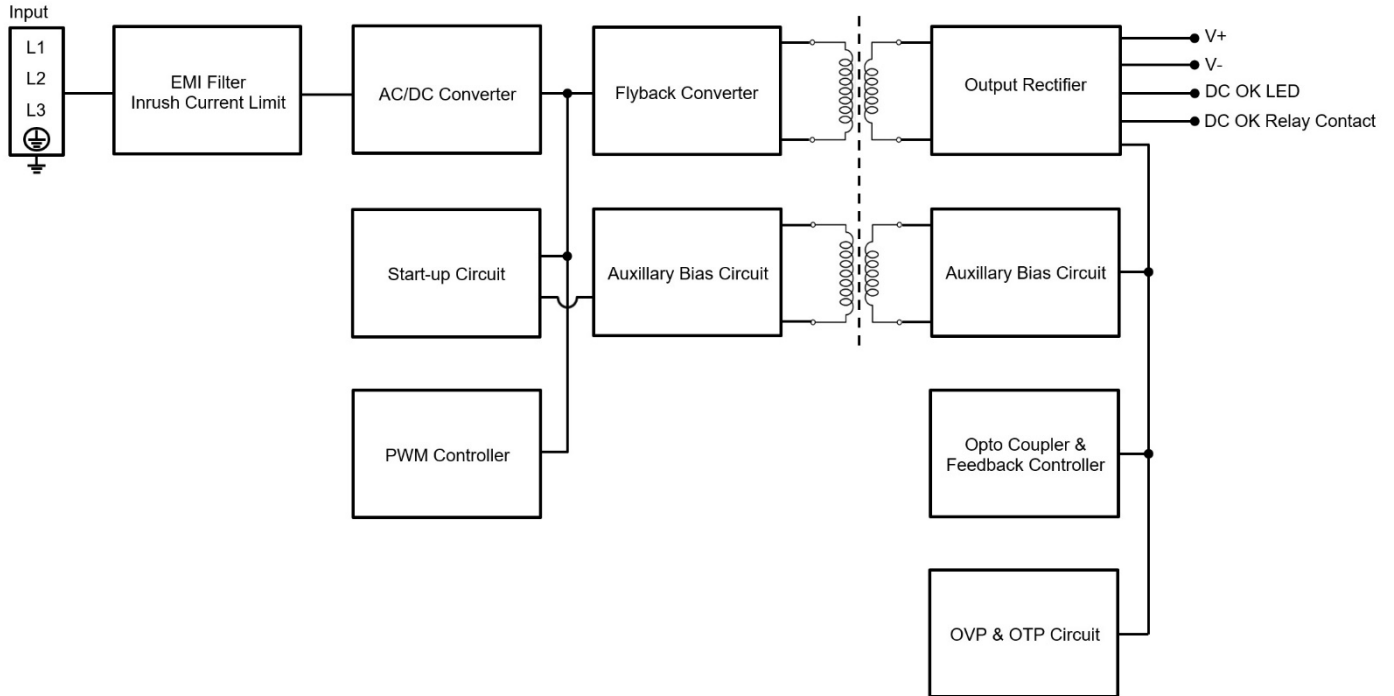 Input
L1
L2
L3
EMI Filter
Inrush Current Limit
AC/DC Converter
Flyback Converter
Output Rectifier
V+
V-
DC OK LED
DC OK Relay Contact
Start-up Circuit
Auxillary Bias Circuit
Auxillary Bias Circuit
PWM Controller
Opto Coupler &
Feedback Controller
OVP & OTP Circuit